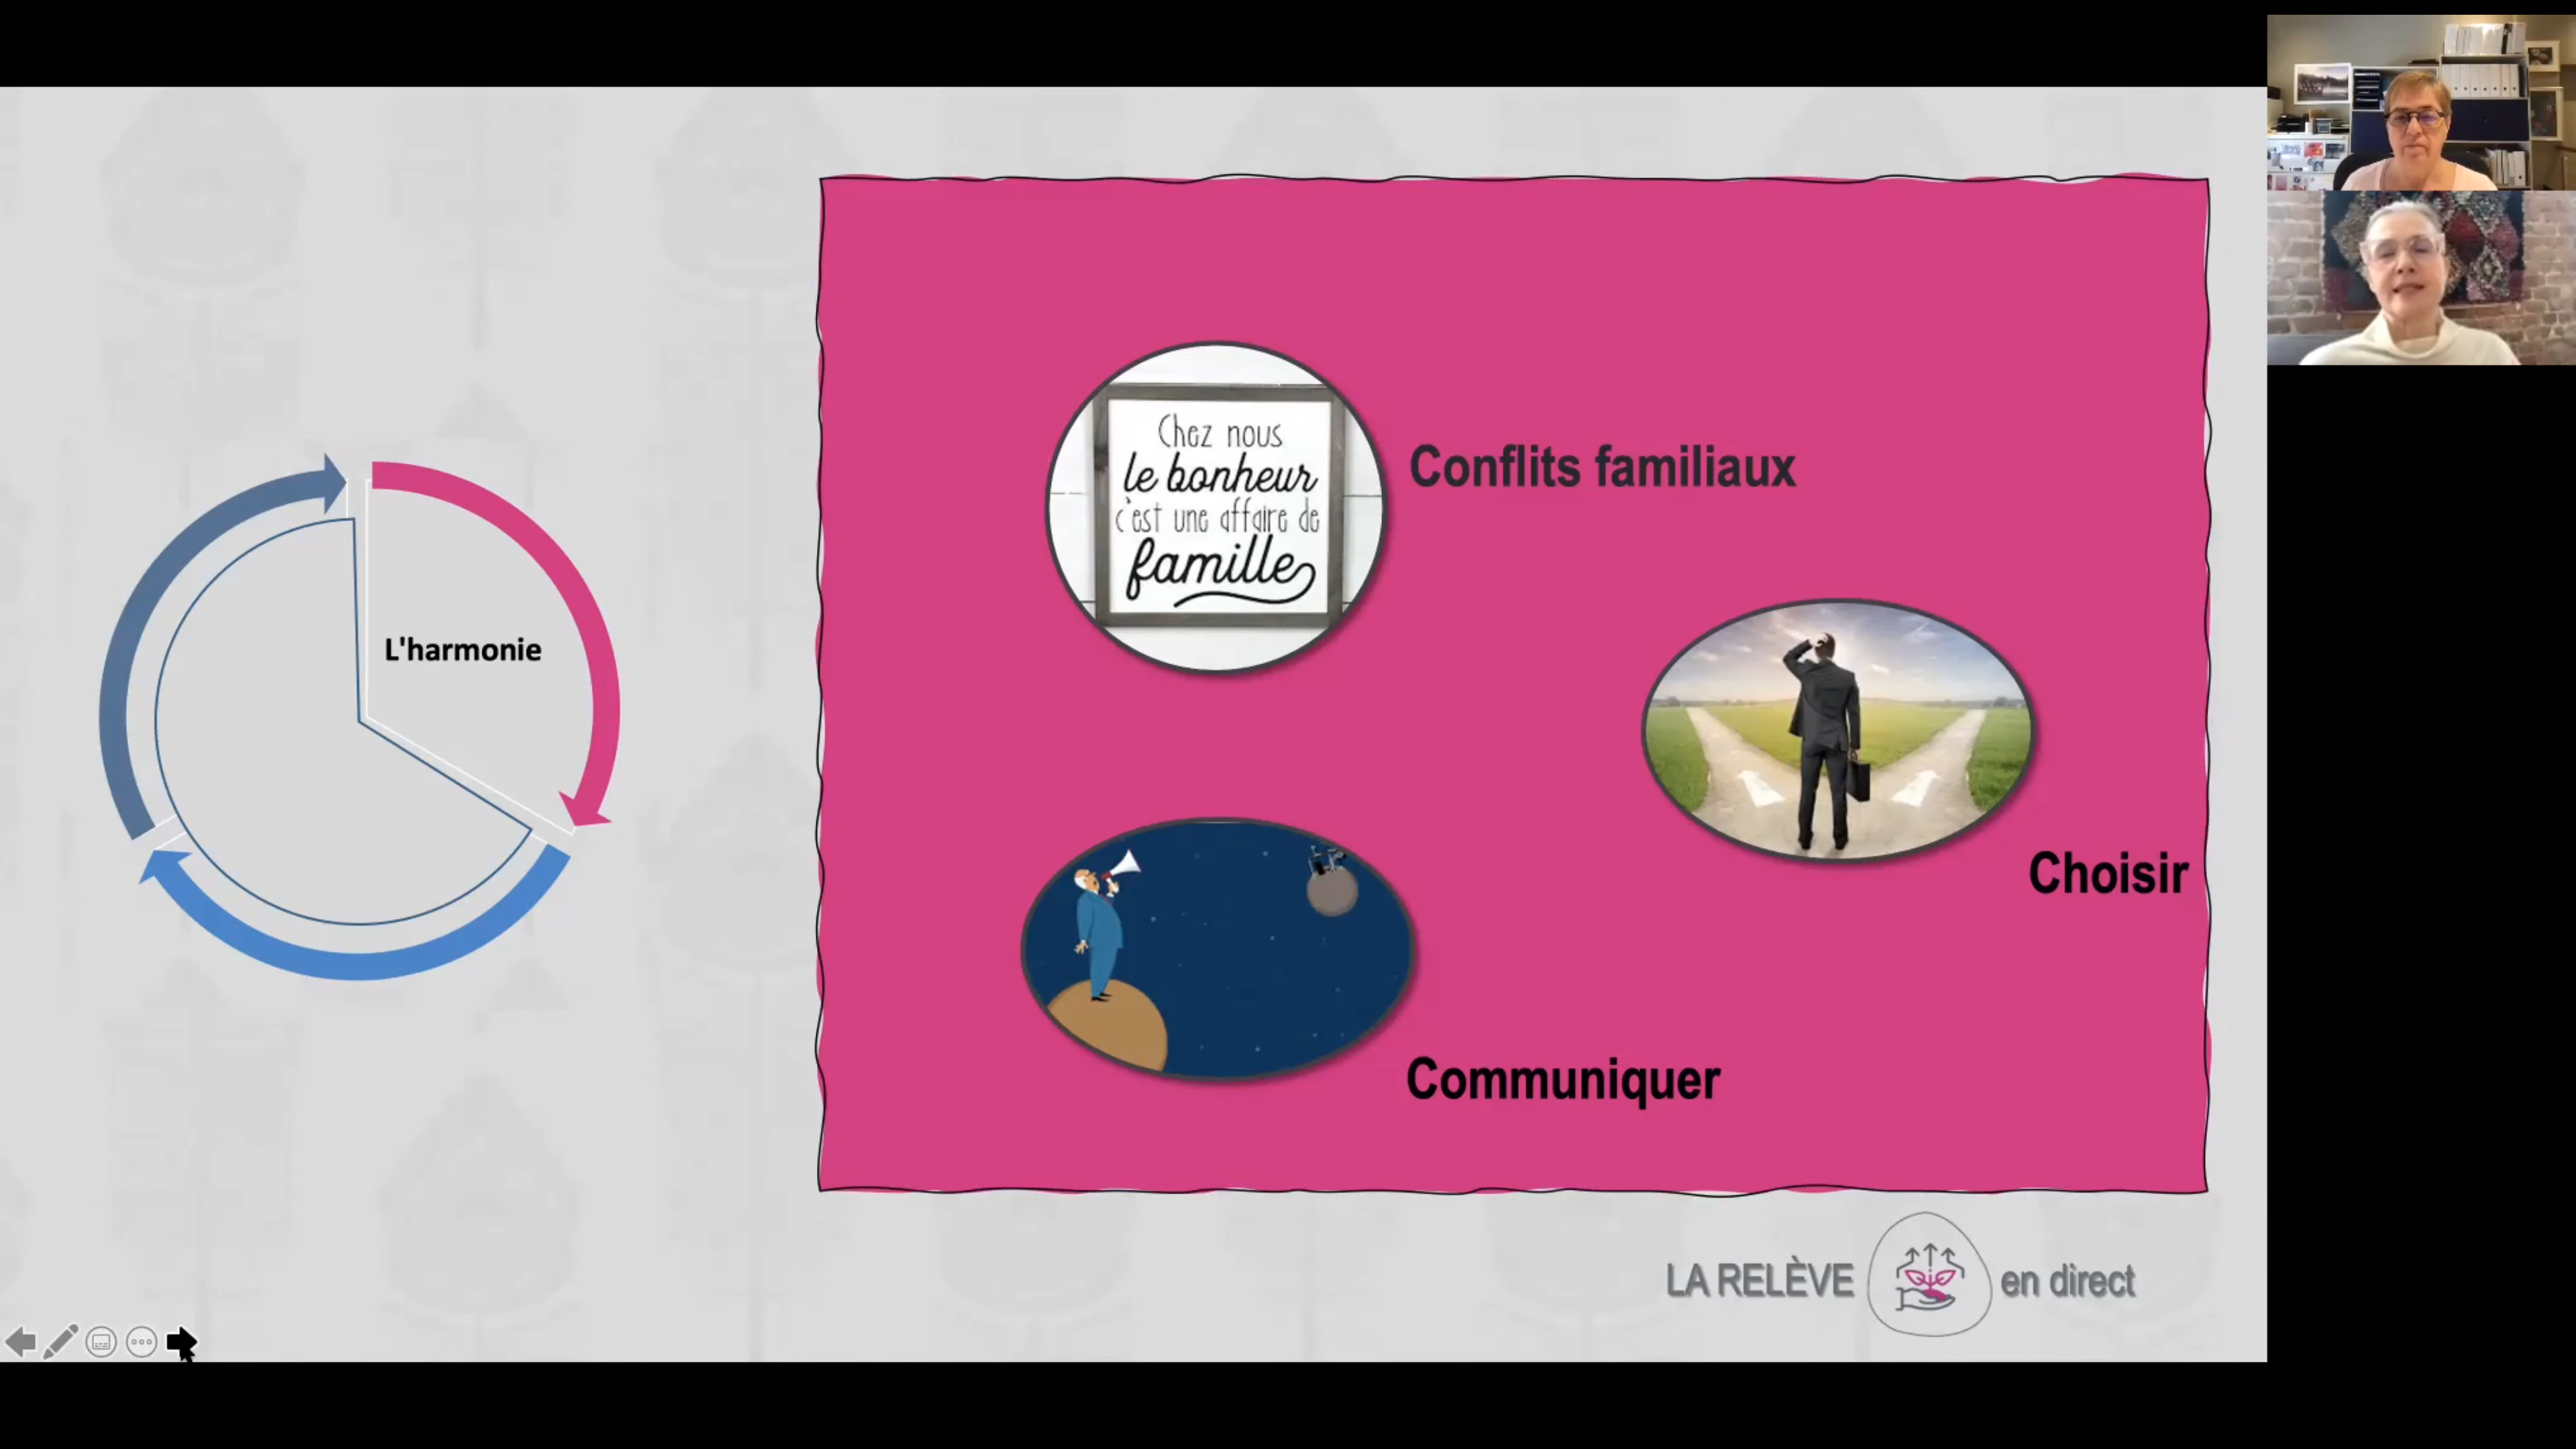 L'harmonie
Chez nous
le bonheur
c'est une affaire de
famille
Conflits familiaux
Choisir
Communiquer
LA RELÈVE en direct